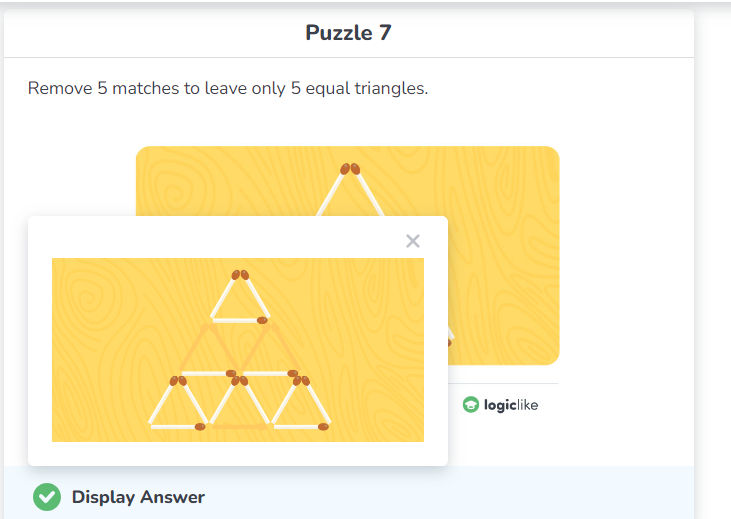 Puzzle 7
Remove 5 matches to leave only 5 equal triangles.
logiclike
Display Answer